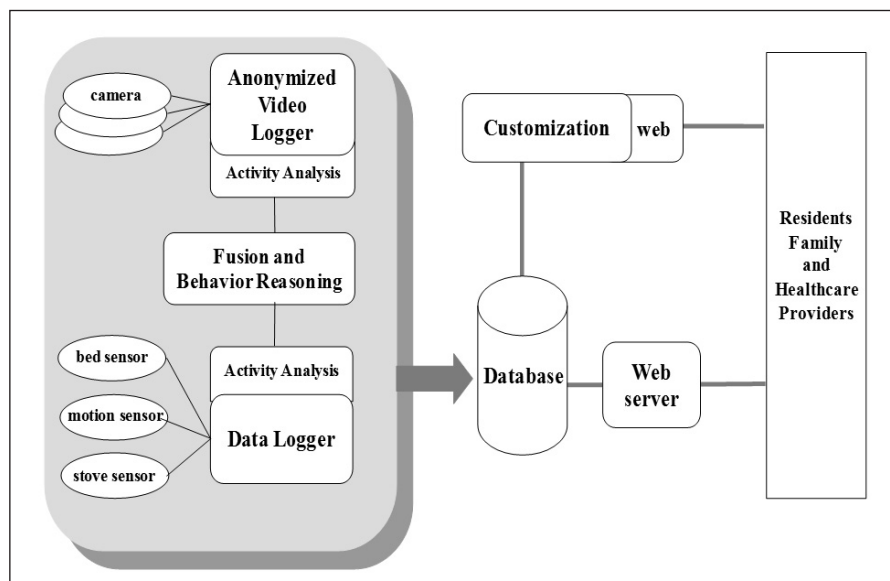 camera
Anonymized
Video
Logger
Activity Analysis
Fusion and
Behavior Reasoning
bed sensor
motion sensor
stove sensor
Activity Analysis
Data Logger
Customization
web
Database
Web
server
Residents
Family
and
Healthcare
Providers